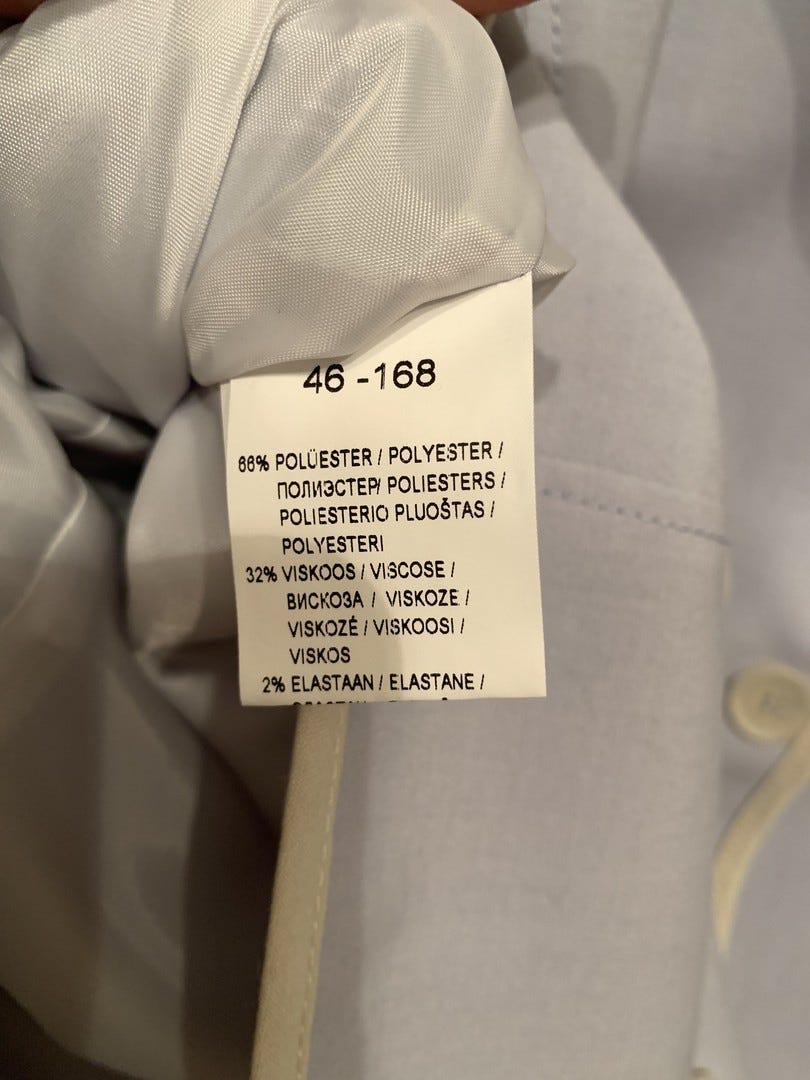 46 -168
66% POLÜESTER / POLYESTER /
ПОЛИЭСТЕР/ POLIESTERS /
POLIESTERIO PLUOŠTAS /
POLYESTERI
32% VISKOOS / VISCOSE /
ВИСКОЗА / VISKOZE /
VISKOZĖ / VISKOOSI /
VISKOS
2% ELASTAAN / ELASTANE /